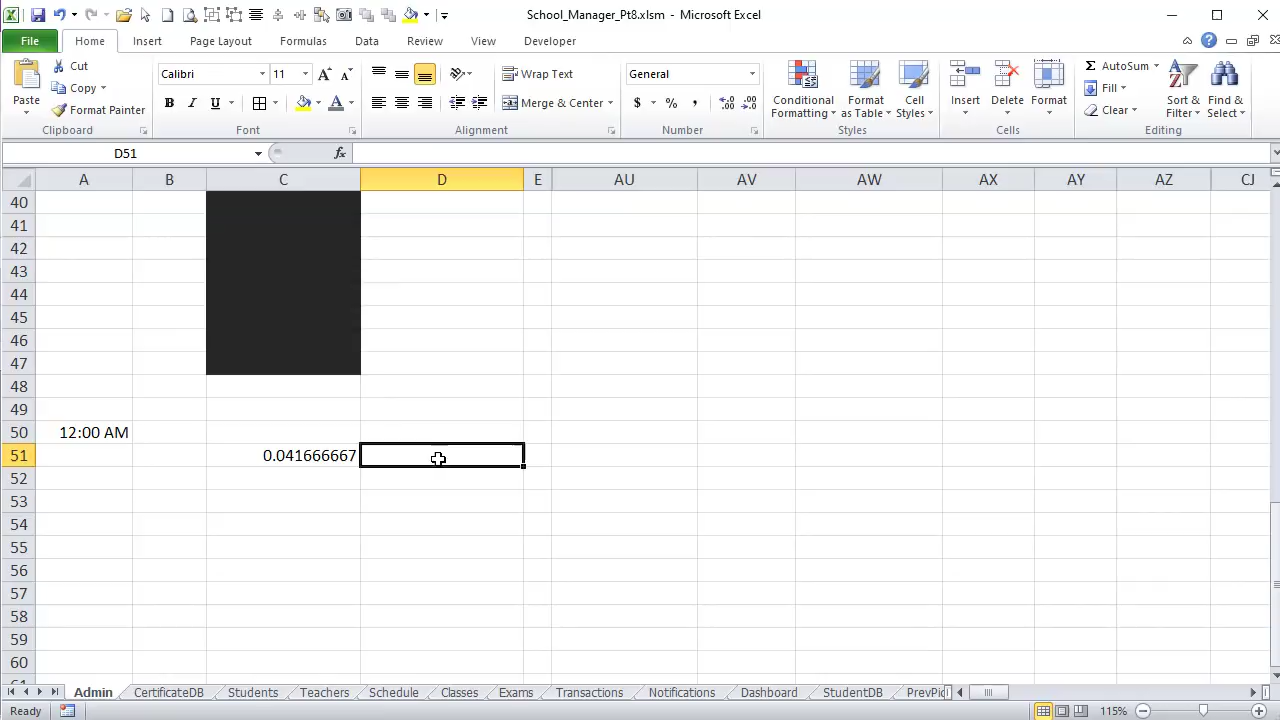 School_Manager_Pt8.xlsm - Microsoft Excel
File Home Insert Page Layout Formulas Data Review View Developer
Paste Cut Copy Format Painter Clipboard
Calibri 11 Font
Wrap Text Merge & Center Alignment
General Number
Conditional Formatting Format as Table Cell Styles Styles
Insert Delete Format Cells
AutoSum Fill Clear Sort & Filter Find & Select Editing
D51 fx
A B C D E AU AV AW AX AY AZ CJ
40
41
42
43
44
45
46
47
48
49
50 12:00 AM
51 0.041666667
52
53
54
55
56
57
58
59
60
Admin CertificateDB Students Teachers Schedule Classes Exams Transactions Notifications Dashboard StudentDB PrevPic
Ready 115%